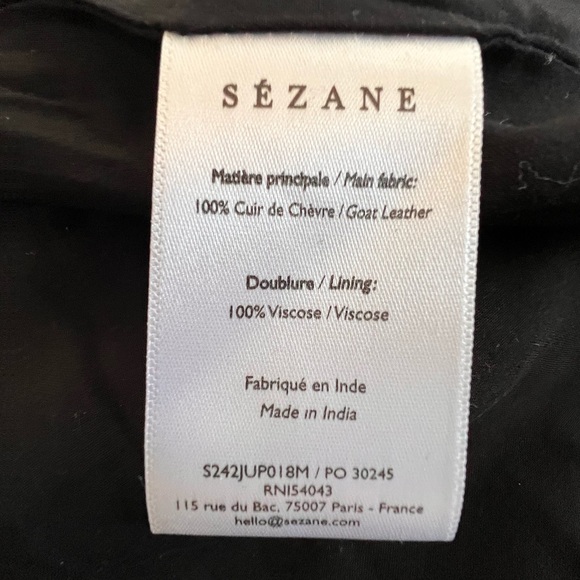 SÉZANE
Matière principale / Main fabric:
100% Cuir de Chèvre / Goat Leather
Doublure / Lining:
100% Viscose / Viscose
Fabriqué en Inde
Made in India
S242JUP018M / PO 30245
RN154043
115 rue du Bac, 75007 Paris - France
hello@sezane.com